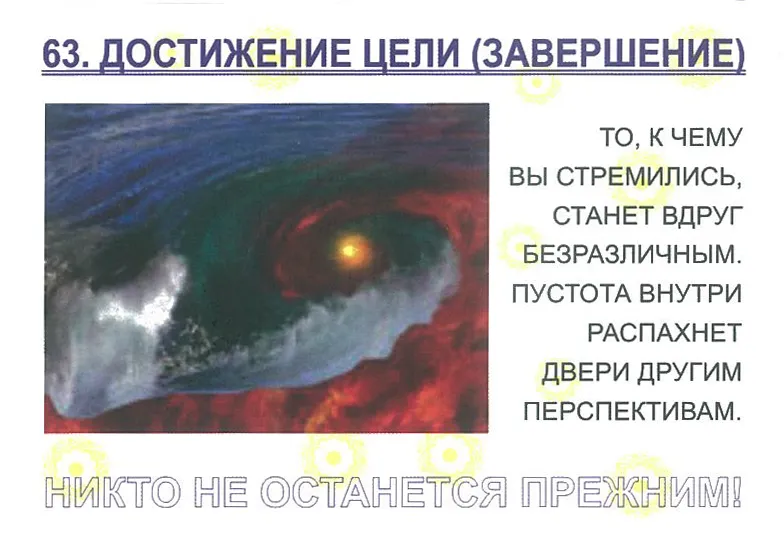 63. ДОСТИЖЕНИЕ ЦЕЛИ (ЗАВЕРШЕНИЕ)
ТО, К ЧЕМУ
ВЫ СТРЕМИЛИСЬ,
СТАНЕТ ВДРУГ
БЕЗРАЗЛИЧНЫМ.
ПУСТОТА ВНУТРИ
РАСПАХНЕТ
ДВЕРИ ДРУГИМ
ПЕРСПЕКТИВАМ.
НИКТО НЕ ОСТАНЕТСЯ ПРЕЖНИМ!